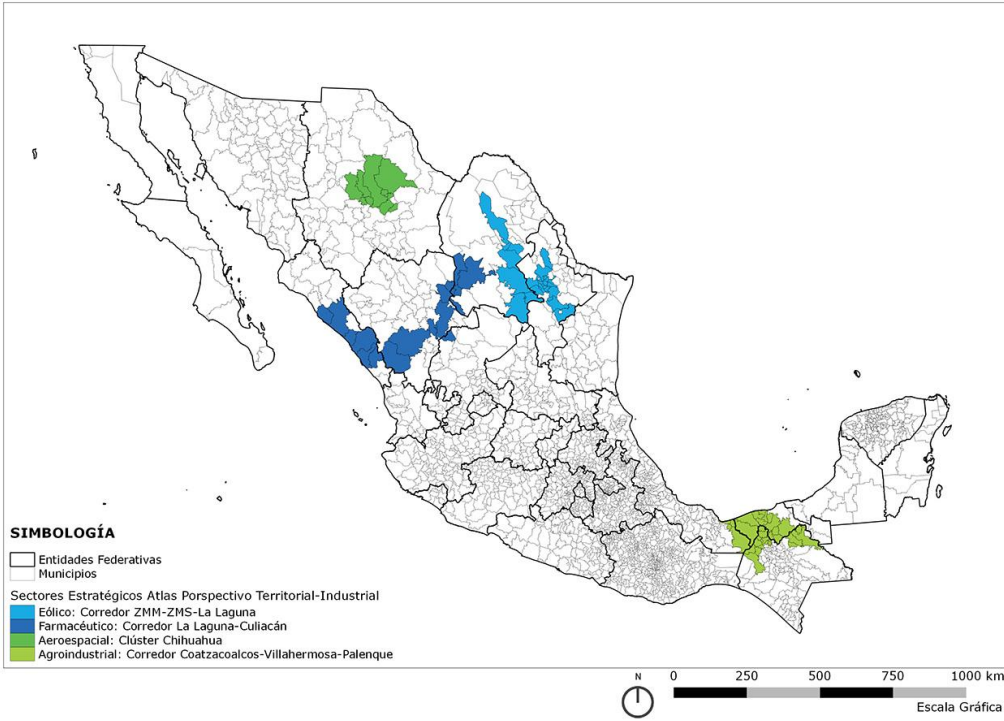 SIMBOLOGÍA
Entidades Federativas
Municipios
Sectores Estratégicos Atlas Porspectivo Territorial-Industrial
Eólico: Corredor ZMM-ZMS-La Laguna
Farmacéutico: Corredor La Laguna-Culiacán
Aeroespacial: Clúster Chihuahua
Agroindustrial: Corredor Coatzacoalcos-Villahermosa-Palenque
N
0 250 500 750 1000 km
Escala Gráfica